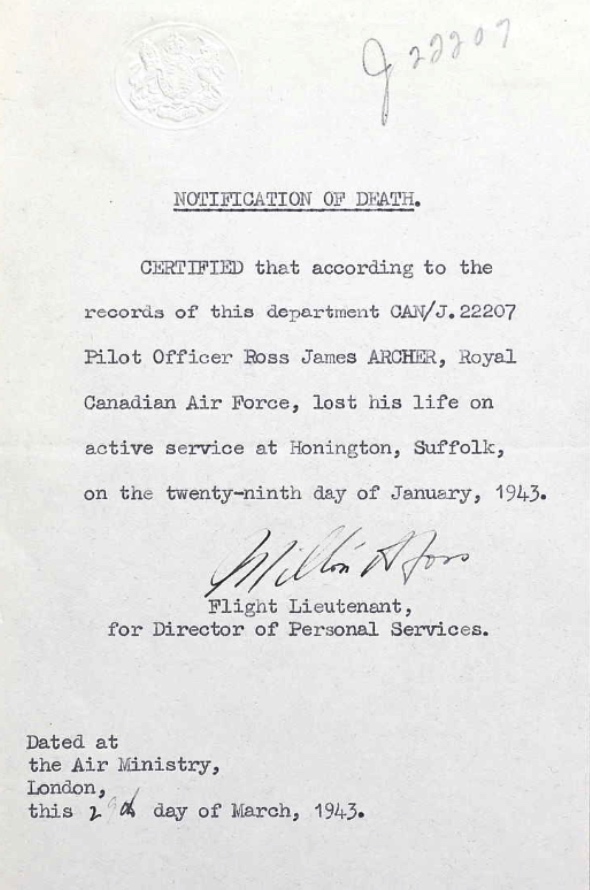 J 22207
NOTIFICATION OF DEATH.
CERTIFIED that according to the
records of this department CAN/J.22207
Pilot Officer Ross James ARCHER, Royal
Canadian Air Force, lost his life on
active service at Honington, Suffolk,
on the twenty-ninth day of January, 1943.
Flight Lieutenant,
for Director of Personal Services.
Dated at
the Air Ministry,
London,
this day of March, 1943.